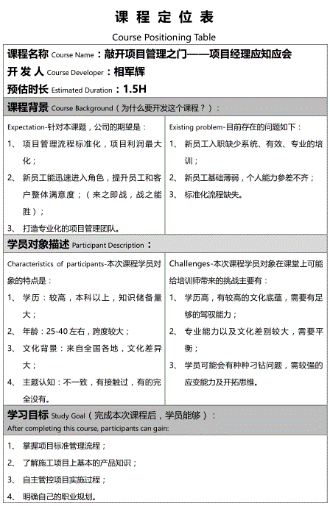 课 程 定 位 表
Course Positioning Table
课程名称 Course Name：敲开项目管理之门——项目经理应知应会
开 发 人 Course Developer：相军辉
预估时长 Estimated Duration：1.5H
课程背景 Course Background（为什么要开发这个课程？）：
Expectation-针对本课题，公司的期望是：
1、 项目管理流程标准化，项目利润最大
化；
2、 新员工能迅速进入角色，提升员工和客
户整体满意度；（来之即战，战之能
胜）；
3、 打造专业化的项目管理团队。
Existing problem-目前存在的问题如下：
1、 新员工入职缺少系统、有效、专业的培
训；
2、 新员工基础薄弱，个人能力参差不齐；
3、 标准化流程缺失。
学员对象描述 Participant Description：
Characteristics of participants-本次课程学员对
象的特点是：
1、 学历：较高，本科以上，知识储备量
大；
2、 年龄：25-40左右，跨度较大；
3、 文化背景：来自全国各地，文化差异
大；
4、 主题认知：不一致，有接触过，有的完
全没有。
Challenges-本次课程学员对象在课堂上可能
给培训师带来的挑战主要有：
1、 学历高，有较高的文化底蕴，需要有足
够的驾驭能力；
2、 专业能力以及文化差别较大，需要平
衡；
3、 学员可能会有种种刁钻问题，需较强的
应变能力及开拓思维。
学习目标 Study Goal（完成本次课程后，学员能够）：
After completing this course, participants can gain:
1、 掌握项目标准管理流程；
2、 了解施工项目上基本的产品知识；
3、 自主管控项目实施过程；
4、 明确自己的职业规划。